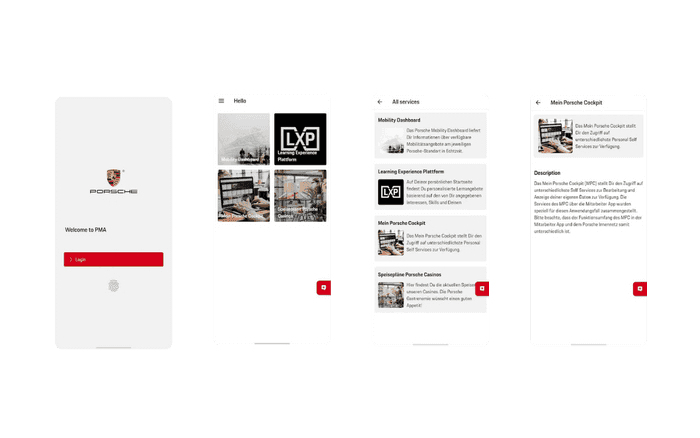 PORSCHE
Welcome to PMA
Login
Hello
Mobility Dashboard
LXP
Learning Experience
Plattform
Mein Porsche Cockpit
Speisepläne Porsche
Casinos
All services
Mobility Dashboard
Das Porsche Mobility Dashboard liefert
Dir Informationen über verfügbare
Mobilitätsangebote am jeweiligen
Porsche-Standort in Echtzeit.
Learning Experience Plattform
LXP
Auf Deiner persönlichen Startseite
findest Du personalisierte Lernangebote
basierend auf den von Dir angegebenen
Interessen, Skills und Zielen.
Mein Porsche Cockpit
Das Mein Porsche Cockpit stellt Dir den
Zugriff auf unterschiedlichste Personal
Self Services zur Verfügung.
Speisepläne Porsche Casinos
Hier findest Du die aktuellen Speisen
unseren Casinos. Die Porsche
Gastronomie wünscht einen guten
Appetit!
Mein Porsche Cockpit
Das Mein Porsche Cockpit stellt
Dir den Zugriff auf
unterschiedlichste Personal Self
Services zur Verfügung.
Description
Das Mein Porsche Cockpit (MPC) stellt Dir den Zugriff auf
unterschiedlichste Self Services zur Bearbeitung und
Anzeige deiner eigenen Daten zur Verfügung. Die
Services des MPC über die Mitarbeiter App wurden
speziell für diesen Anwendungsfall zusammengestellt.
Bitte beachte, dass der Funktionsumfang des MPC in der
Mitarbeiter App und dem Porsche Intranetz samt
unterschiedlich ist.